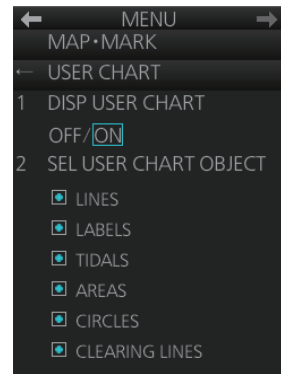 ← MENU →
MAP・MARK
← USER CHART
1 DISP USER CHART
OFF/ON
2 SEL USER CHART OBJECT
LINES
LABELS
TIDALS
AREAS
CIRCLES
CLEARING LINES